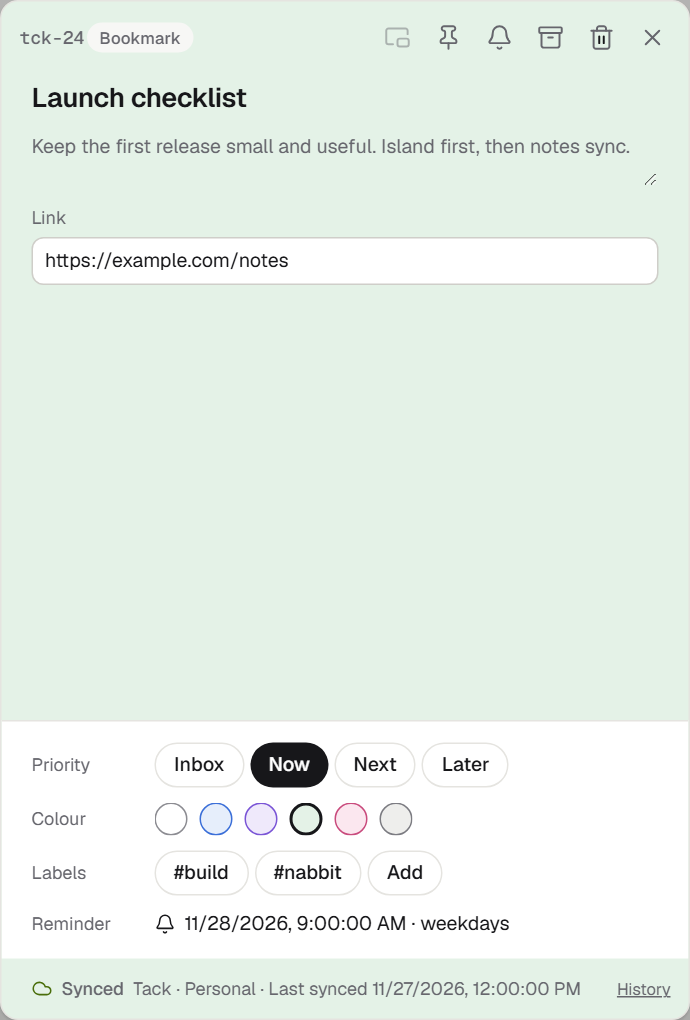 tck-24 Bookmark
Launch checklist
Keep the first release small and useful. Island first, then notes sync.
Link
https://example.com/notes
Priority Inbox Now Next Later
Colour
Labels #build #nabbit Add
Reminder 11/28/2026, 9:00:00 AM · weekdays
Synced Tack · Personal · Last synced 11/27/2026, 12:00:00 PM History